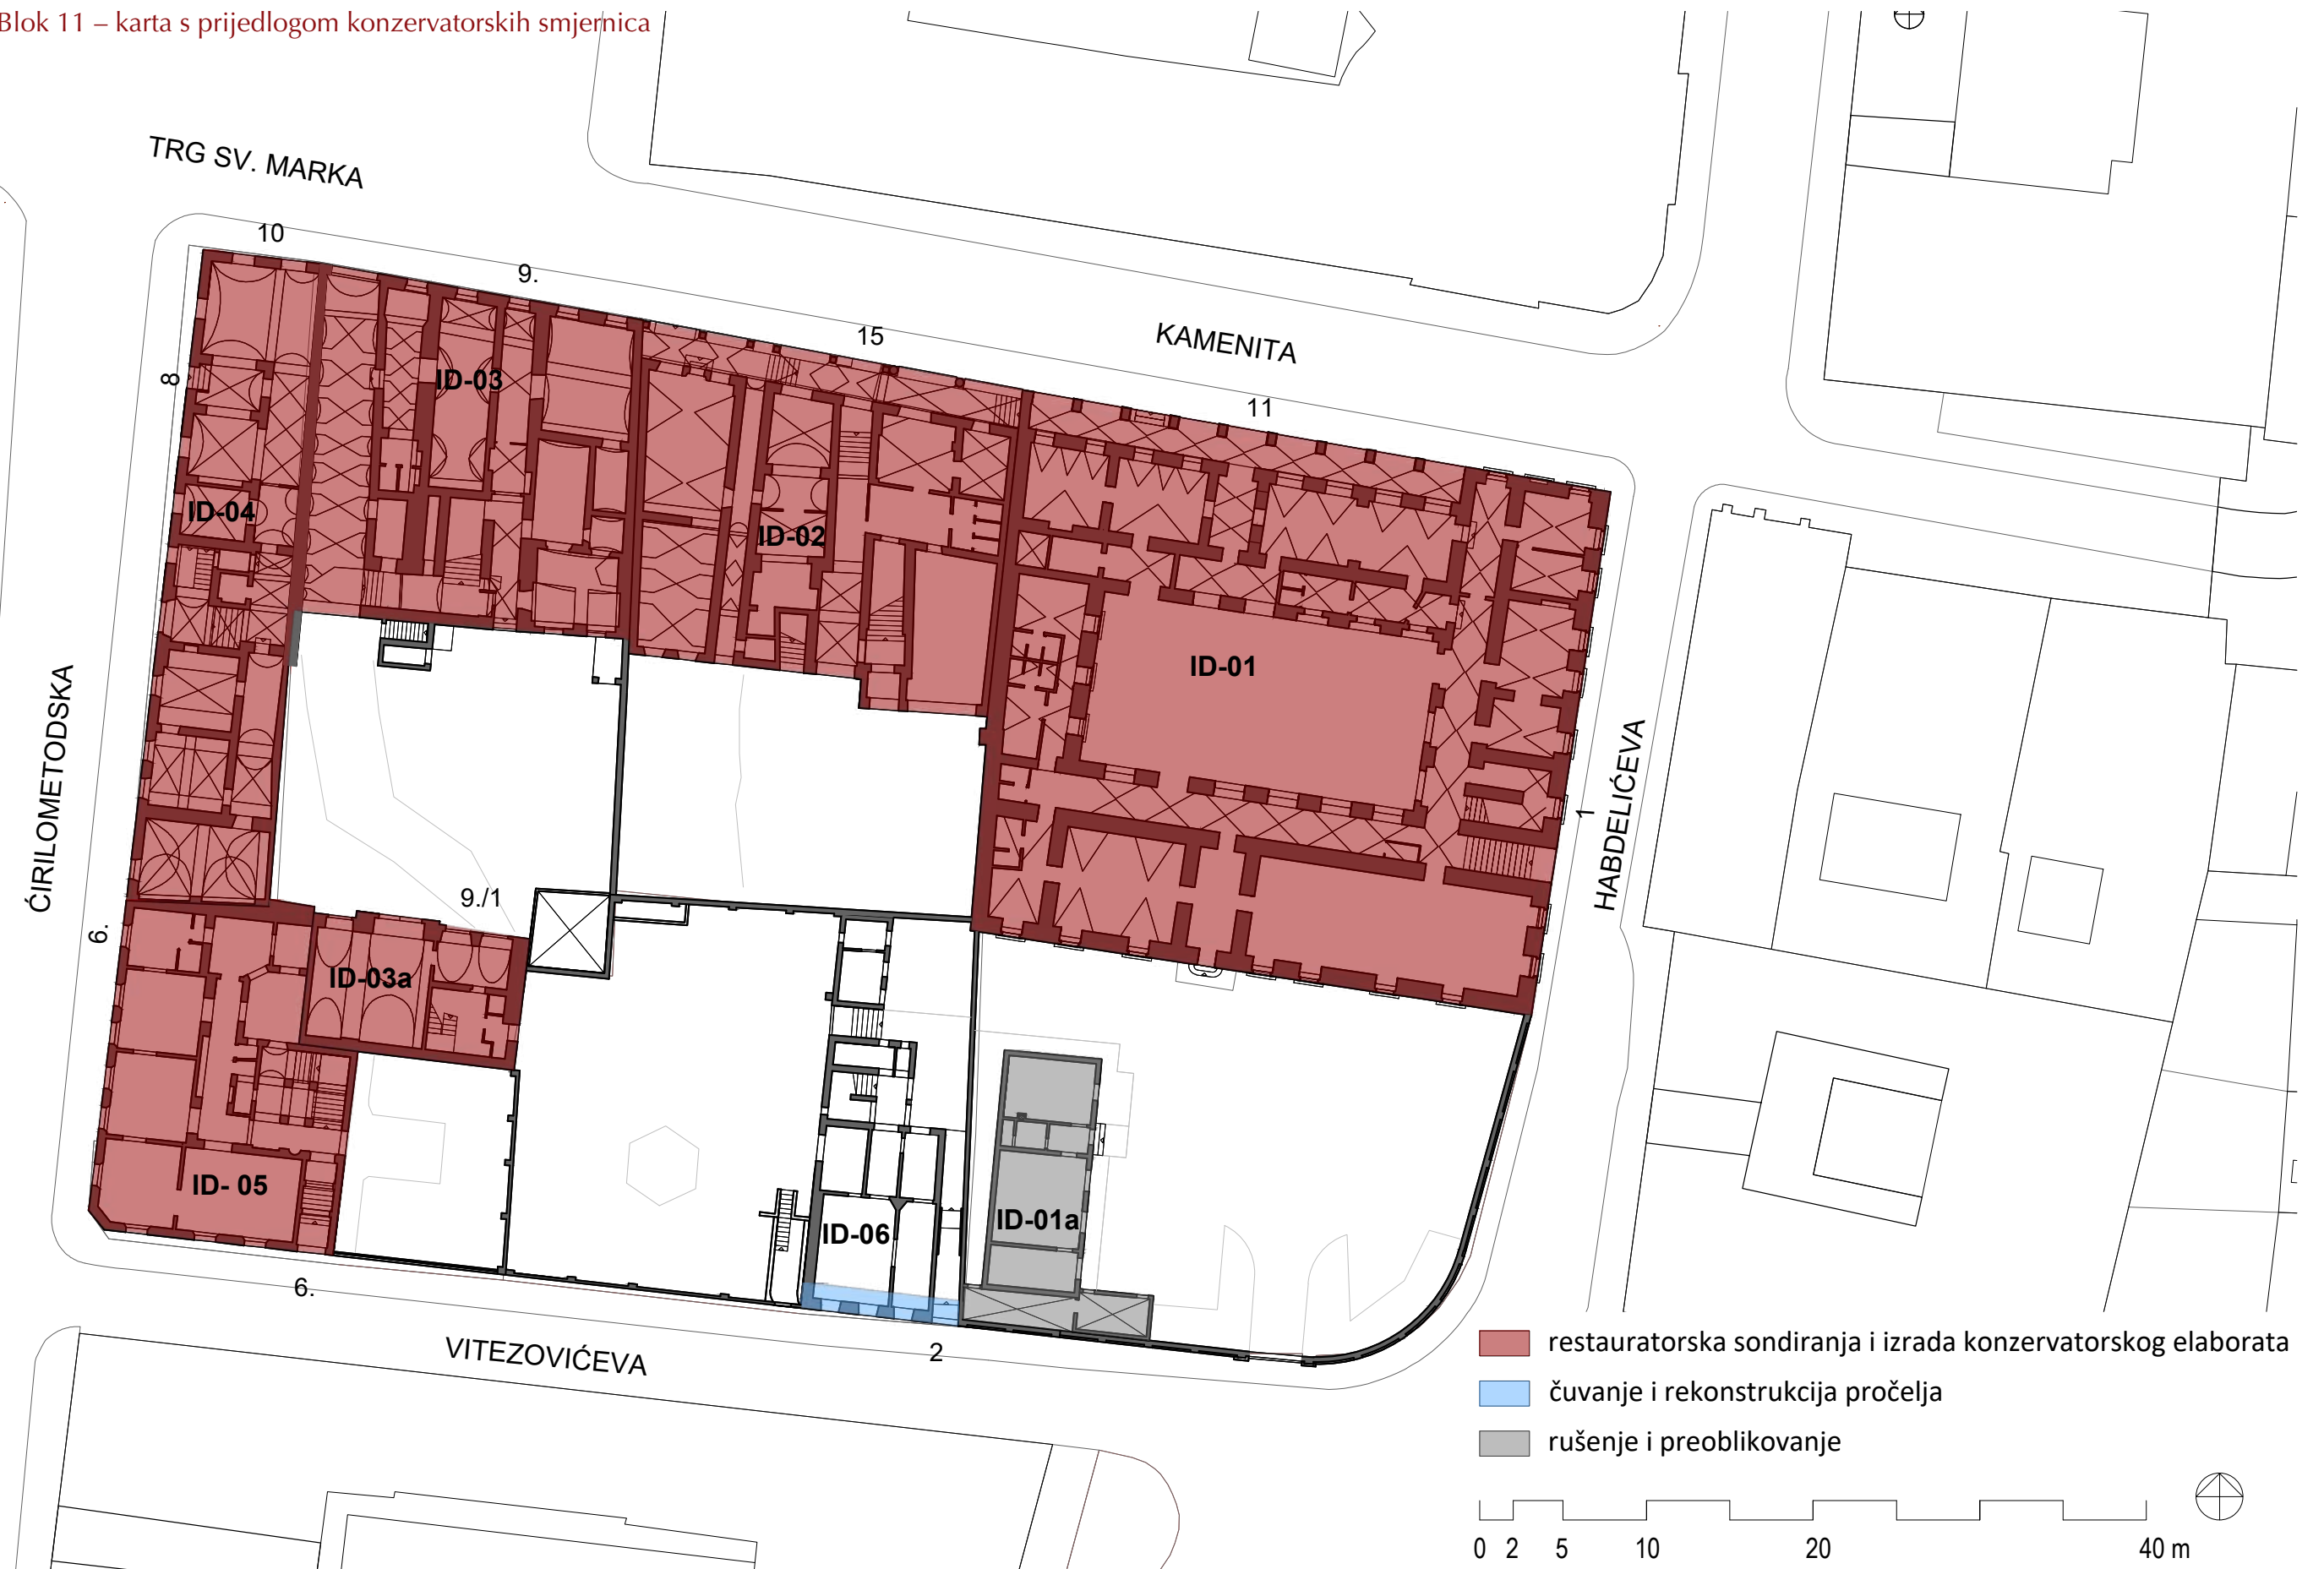 Blok 11 – karta s prijedlogom konzervatorskih smjernica
TRG SV. MARKA
10
9.
15
KAMENITA
11
8
ID-03
ID-04
ID-02
ID-01
ĆIRILOMETODSKA
HABDELIĆEVA
1
9./1
6.
ID-03a
ID- 05
ID-06
ID-01a
6.
VITEZOVIĆEVA
2
restauratorska sondiranja i izrada konzervatorskog elaborata
čuvanje i rekonstrukcija pročelja
rušenje i preoblikovanje
0 2 5 10 20 40 m